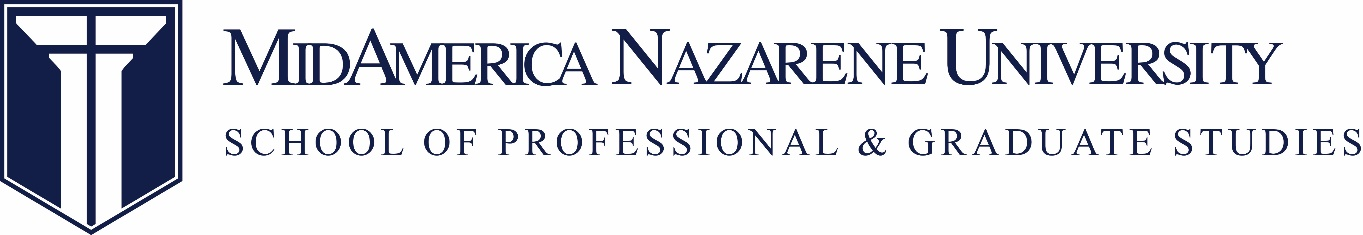 MIDAMERICA NAZARENE UNIVERSITY
SCHOOL OF PROFESSIONAL & GRADUATE STUDIES